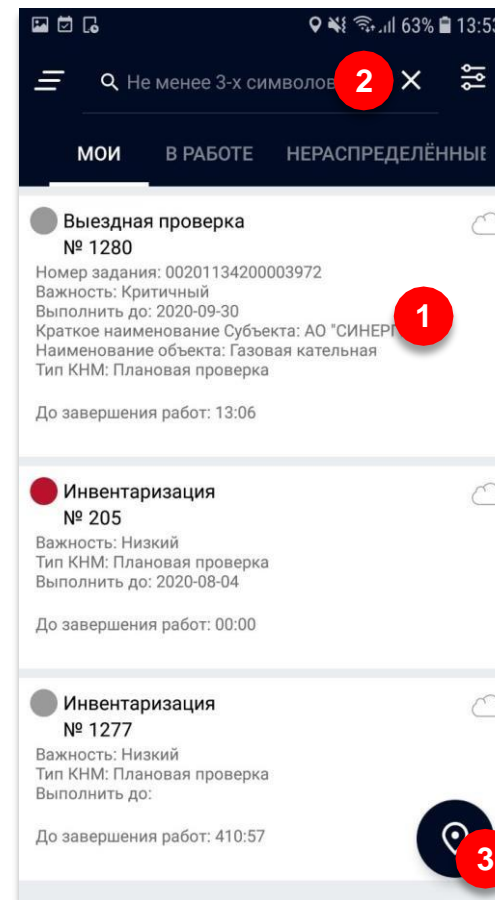 63% 13:53
Не менее 3-х символов 2
МОИ В РАБОТЕ НЕРАСПРЕДЕЛЁННЫЕ
Выездная проверка
№ 1280
Номер задания: 00201134200003972
Важность: Критичный
Выполнить до: 2020-09-30
Краткое наименование Субъекта: АО "СИНЕРГ
1
Наименование объекта: Газовая кательная
Тип КНМ: Плановая проверка
До завершения работ: 13:06
Инвентаризация
№ 205
Важность: Низкий
Тип КНМ: Плановая проверка
Выполнить до: 2020-08-04
До завершения работ: 00:00
Инвентаризация
№ 1277
Важность: Низкий
Тип КНМ: Плановая проверка
Выполнить до:
До завершения работ: 410:57
3